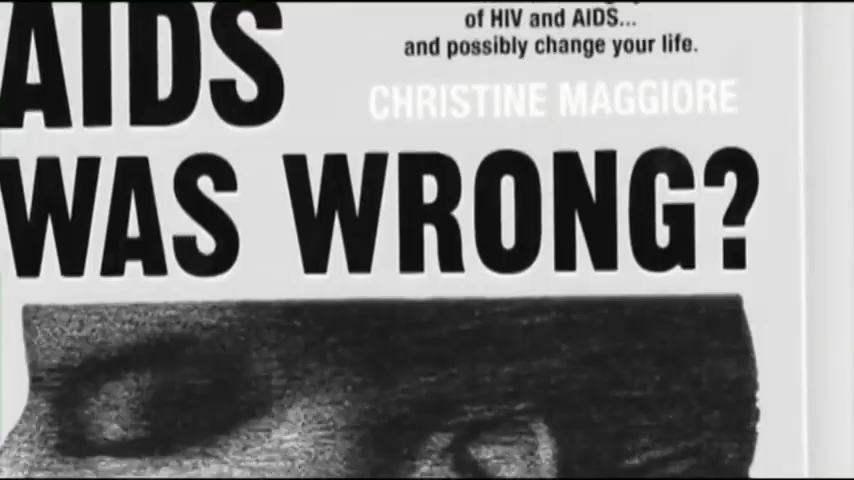 of HIV and AIDS...
and possibly change your life.
CHRISTINE MAGGIORE
AIDS
WAS WRONG?